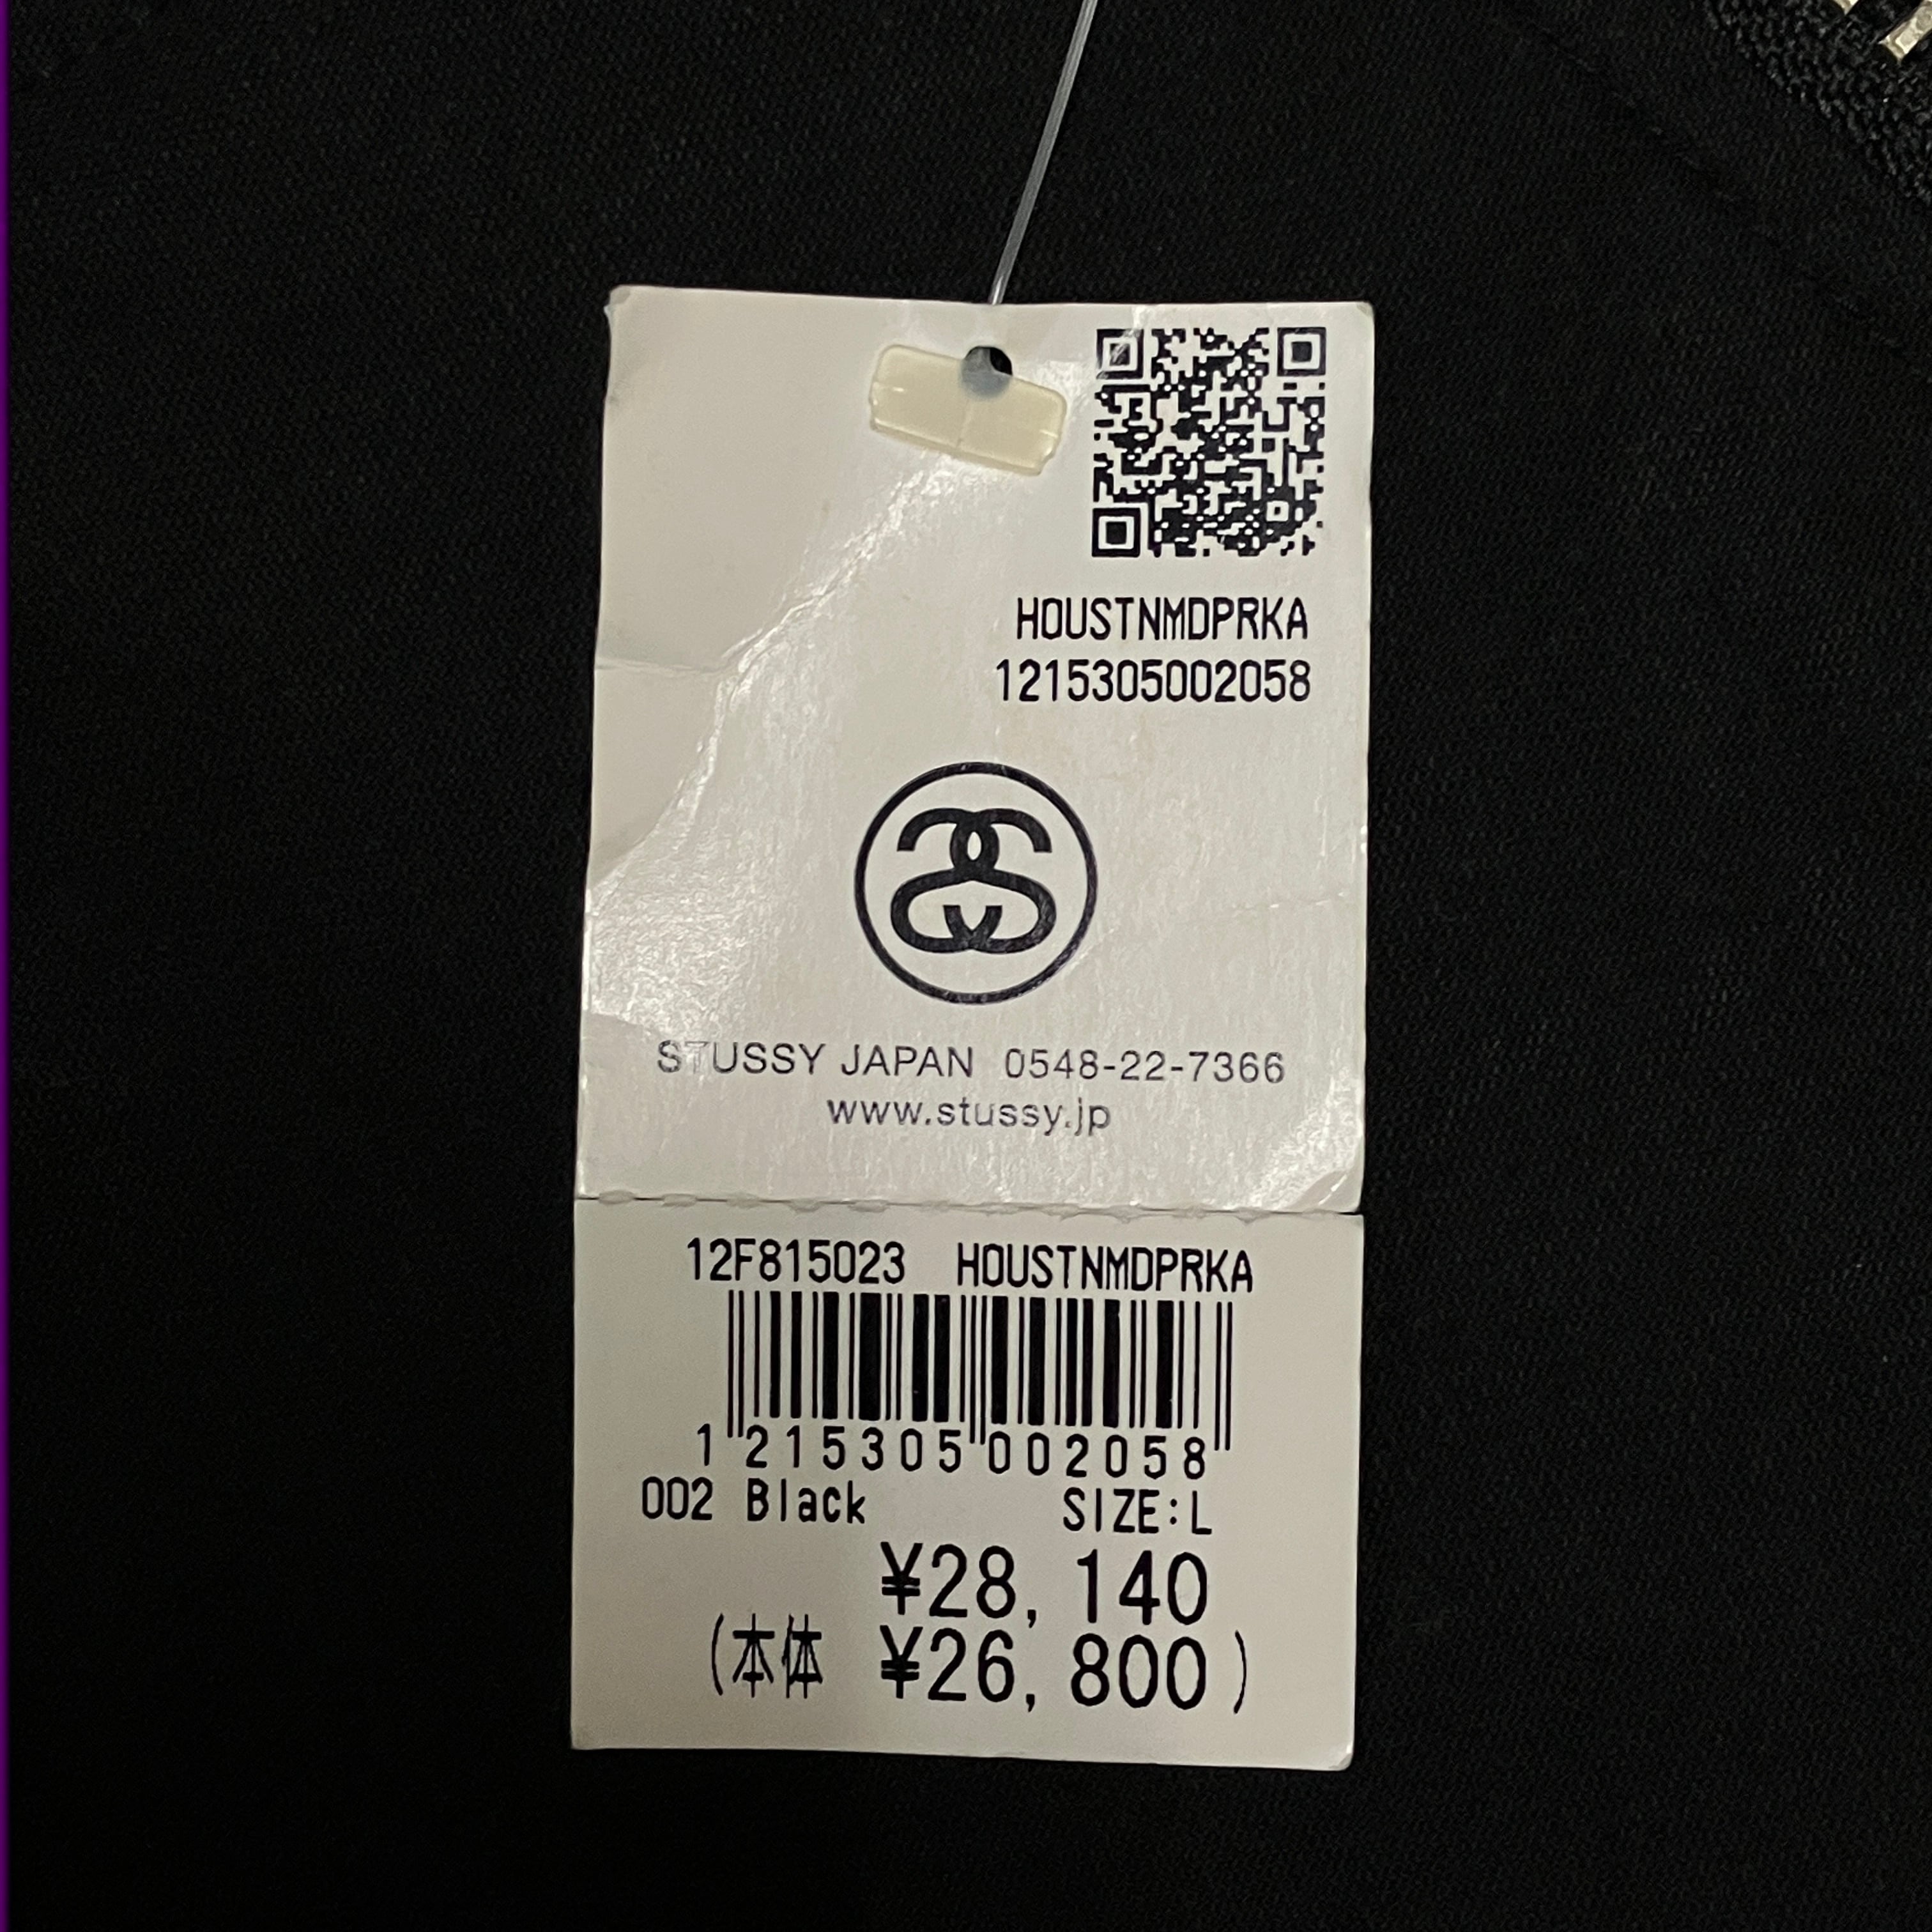 HOUSTNMDPRKA
1215305002058
STUSSY JAPAN 0548-22-7366
www.stussy.jp
12F815023 HOUSTNMDPRKA
1 215305 002058
002 Black SIZE:L
¥28,140
(本体 ¥26,800)